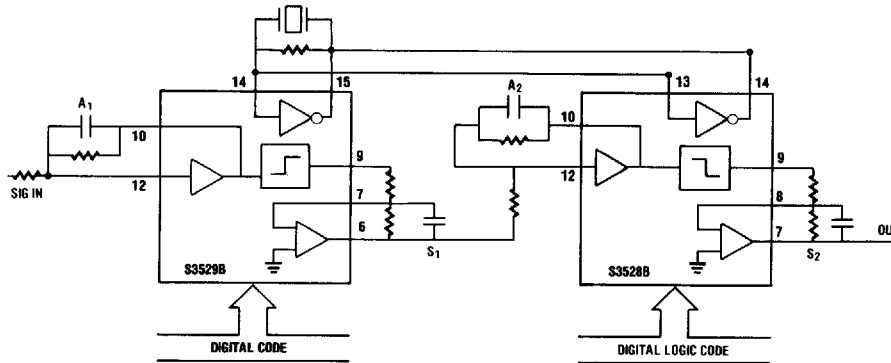 14
15
13
14
A1
10
12
SIG IN
9
7
6
S1
S3529B
DIGITAL CODE
A2
10
12
9
8
7
OU
S2
S3528B
DIGITAL LOGIC CODE